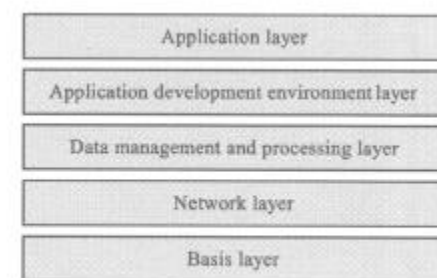 Application layer
Application development environment layer
Data management and processing layer
Network layer
Basis layer